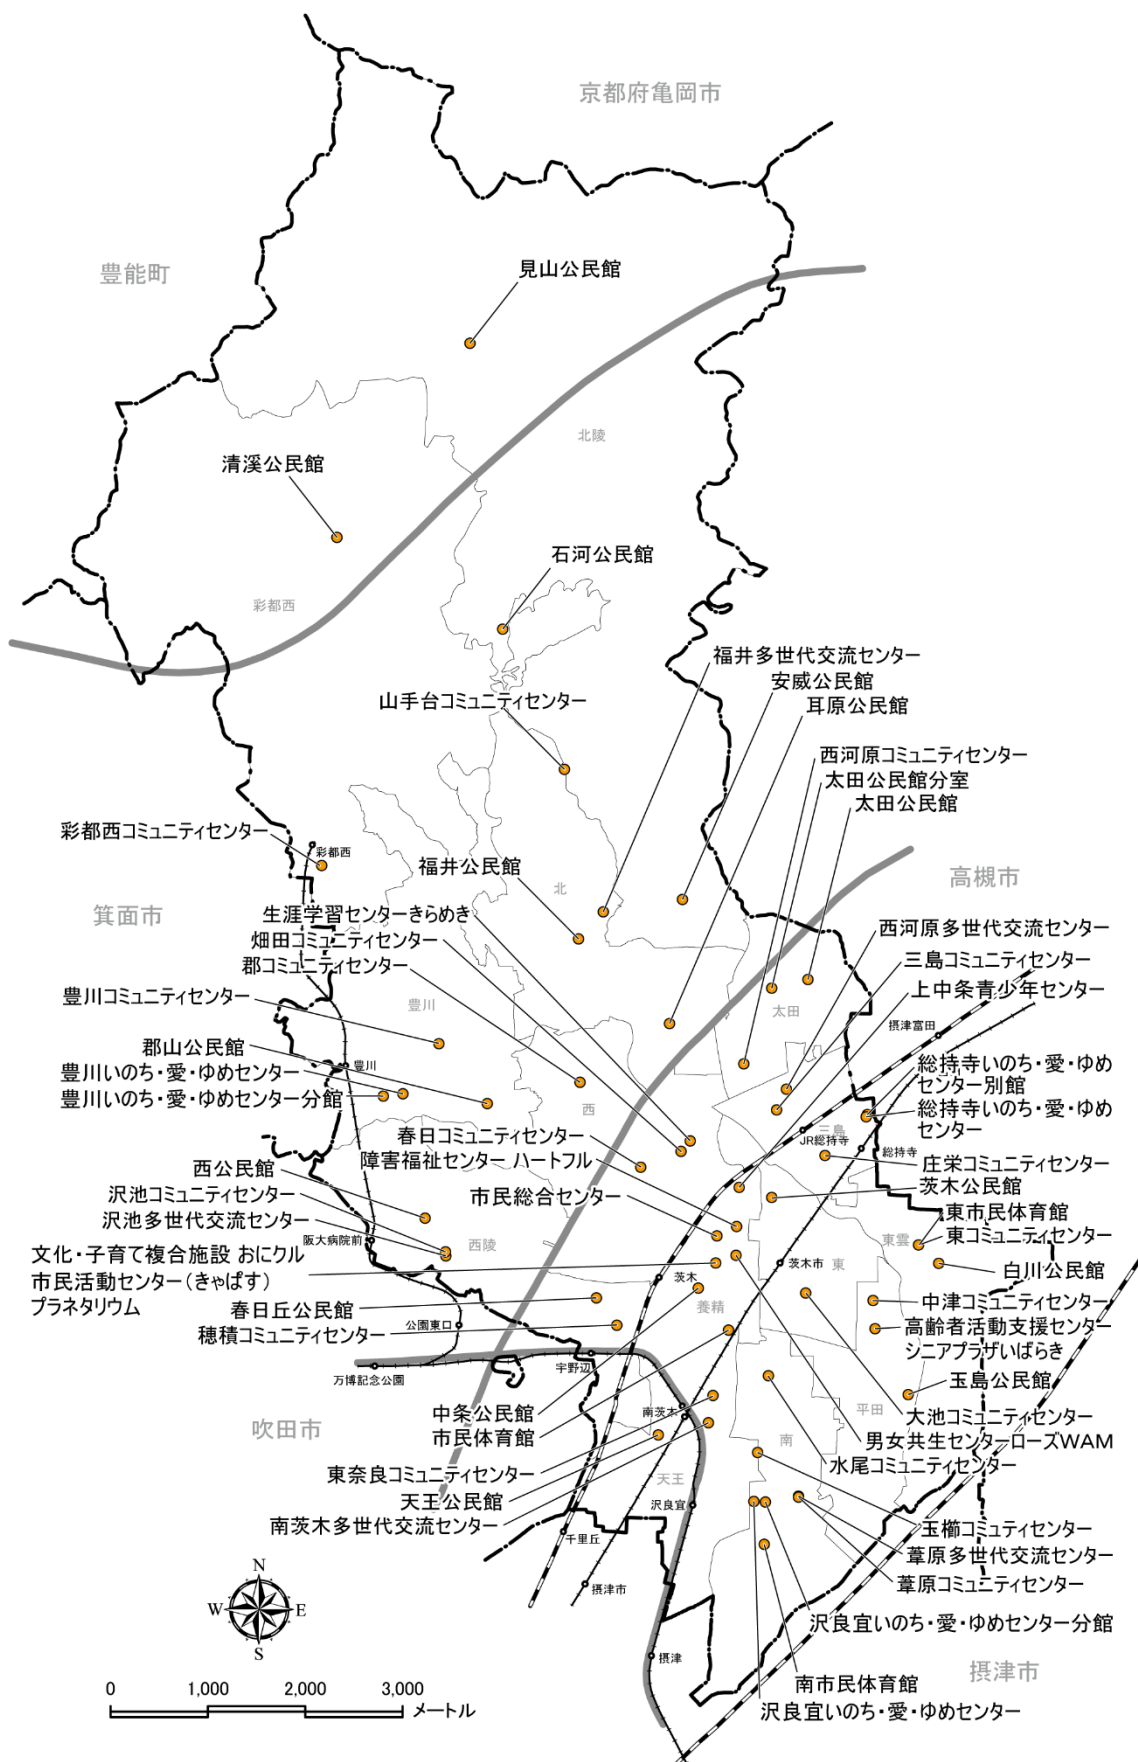 京都府亀岡市
豊能町
見山公民館
北陵
清溪公民館
石河公民館
彩都西
福井多世代交流センター
安威公民館
山手台コミュニティセンター
耳原公民館
西河原コミュニティセンター
太田公民館分室
太田公民館
彩都西コミュニティセンター
彩都西
福井公民館
高槻市
北
箕面市
生涯学習センターきらめき
畑田コミュニティセンター
郡コミュニティセンター
西河原多世代交流センター
三島コミュニティセンター
上中条青少年センター
豊川コミュニティセンター
豊川
太田
摂津富田
郡山公民館
豊川
豊川いのち・愛・ゆめセンター
豊川いのち・愛・ゆめセンター分館
総持寺いのち・愛・ゆめ
センター別館
総持寺いのち・愛・ゆめ
センター
西
三島
JR総持寺
総持寺
春日コミュニティセンター
障害福祉センター ハートフル
庄栄コミュニティセンター
茨木公民館
西公民館
沢池コミュニティセンター
沢池多世代交流センター
市民総合センター
東市民体育館
東コミュニティセンター
阪大病院前
西陵
東雲
文化・子育て複合施設 おにクル
市民活動センター（きゃぱす）
プラネタリウム
茨木
茨木市
東
白川公民館
春日丘公民館
養精
中津コミュニティセンター
穂積コミュニティセンター
公園東口
高齢者活動支援センター
シニアプラザいばらき
万博記念公園
宇野辺
玉島公民館
中条公民館
市民体育館
南茨木
平田
大池コミュニティセンター
吹田市
南
男女共生センターローズWAM
水尾コミュニティセンター
東奈良コミュニティセンター
天王公民館
天王
沢良宜
南茨木多世代交流センター
千里丘
玉櫛コミュティセンター
葦原多世代交流センター
葦原コミュニティセンター
摂津市
沢良宜いのち・愛・ゆめセンター分館
摂津
南市民体育館
沢良宜いのち・愛・ゆめセンター
摂津市
N
W E
S
0 1,000 2,000 3,000
メートル